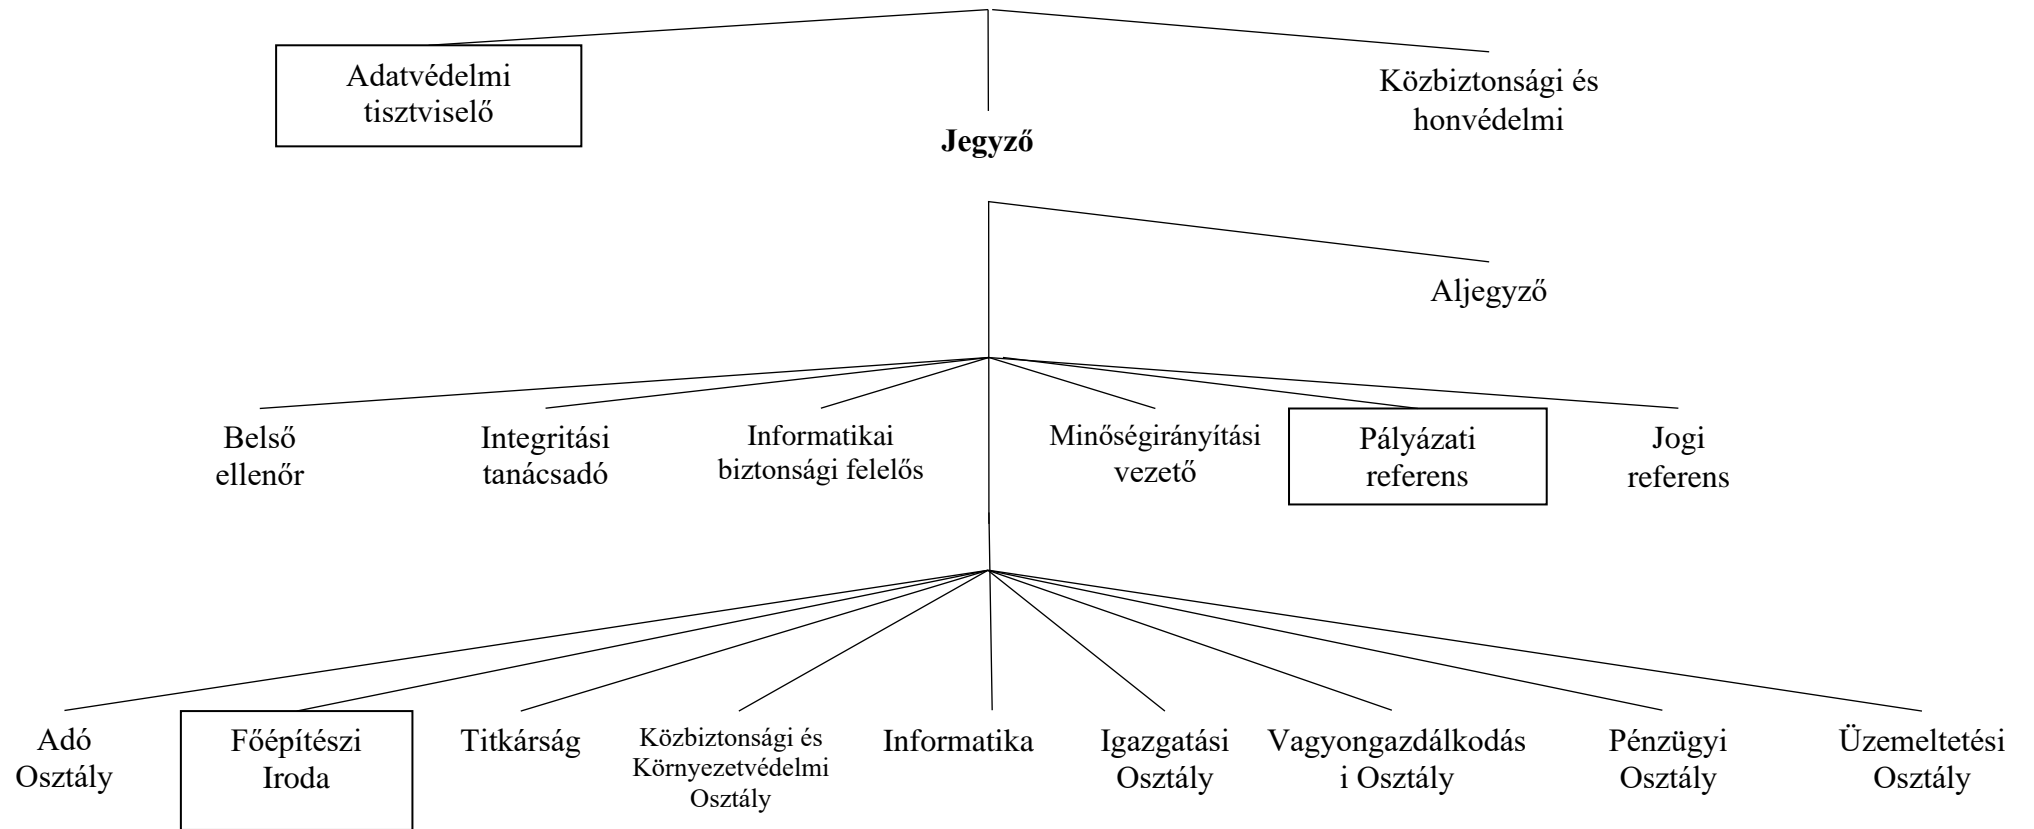 Adatvédelmi
tisztviselő
Közbiztonsági és
honvédelmi
Jegyző
Aljegyző
Belső
ellenőr
Integritási
tanácsadó
Informatikai
biztonsági felelős
Minőségirányítási
vezető
Pályázati
referens
Jogi
referens
Adó
Osztály
Főépítészi
Iroda
Titkárság
Közbiztonsági és
Környezetvédelmi
Osztály
Informatika
Igazgatási
Osztály
Vagyongazdálkodás
i Osztály
Pénzügyi
Osztály
Üzemeltetési
Osztály